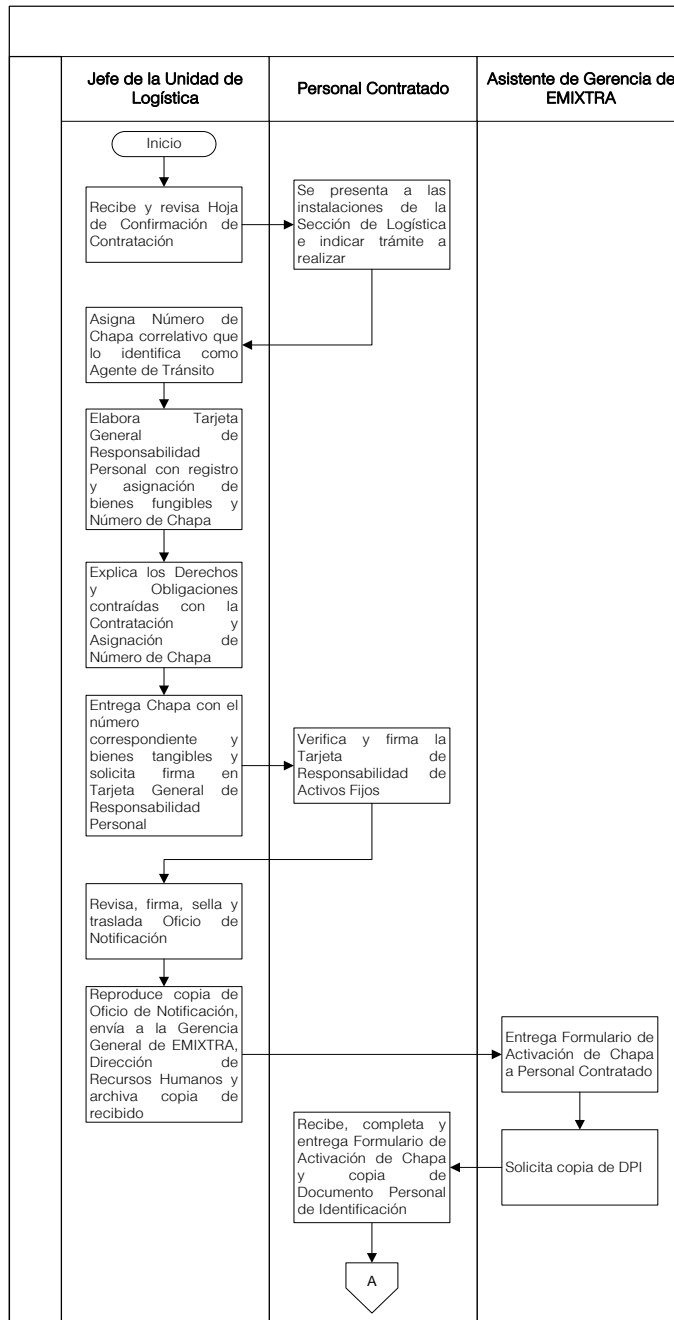 Jefe de la Unidad de
Logística
Personal Contratado
Asistente de Gerencia de
EMIXTRA
Inicio
Recibe y revisa Hoja
de Confirmación de
Contratación
Se presenta a las
instalaciones de la
Sección de Logística
e indicar trámite a
realizar
Asigna Número de
Chapa correlativo que
lo identifica como
Agente de Tránsito
Elabora Tarjeta
General de
Responsabilidad
Personal con registro
y asignación de
bienes fungibles y
Número de Chapa
Explica los Derechos
y Obligaciones
contraídas con la
Contratación y
Asignación de
Número de Chapa
Entrega Chapa con el
número
correspondiente y
bienes tangibles y
solicita firma en
Tarjeta General de
Responsabilidad
Personal
Verifica y firma la
Tarjeta de
Responsabilidad de
Activos Fijos
Revisa, firma, sella y
traslada Oficio de
Notificación
Reproduce copia de
Oficio de Notificación,
envía a la Gerencia
General de EMIXTRA,
Dirección de
Recursos Humanos y
archiva copia de
recibido
Entrega Formulario de
Activación de Chapa
a Personal Contratado
Solicita copia de DPI
Recibe, completa y
entrega Formulario de
Activación de Chapa
y copia de
Documento Personal
de Identificación
A